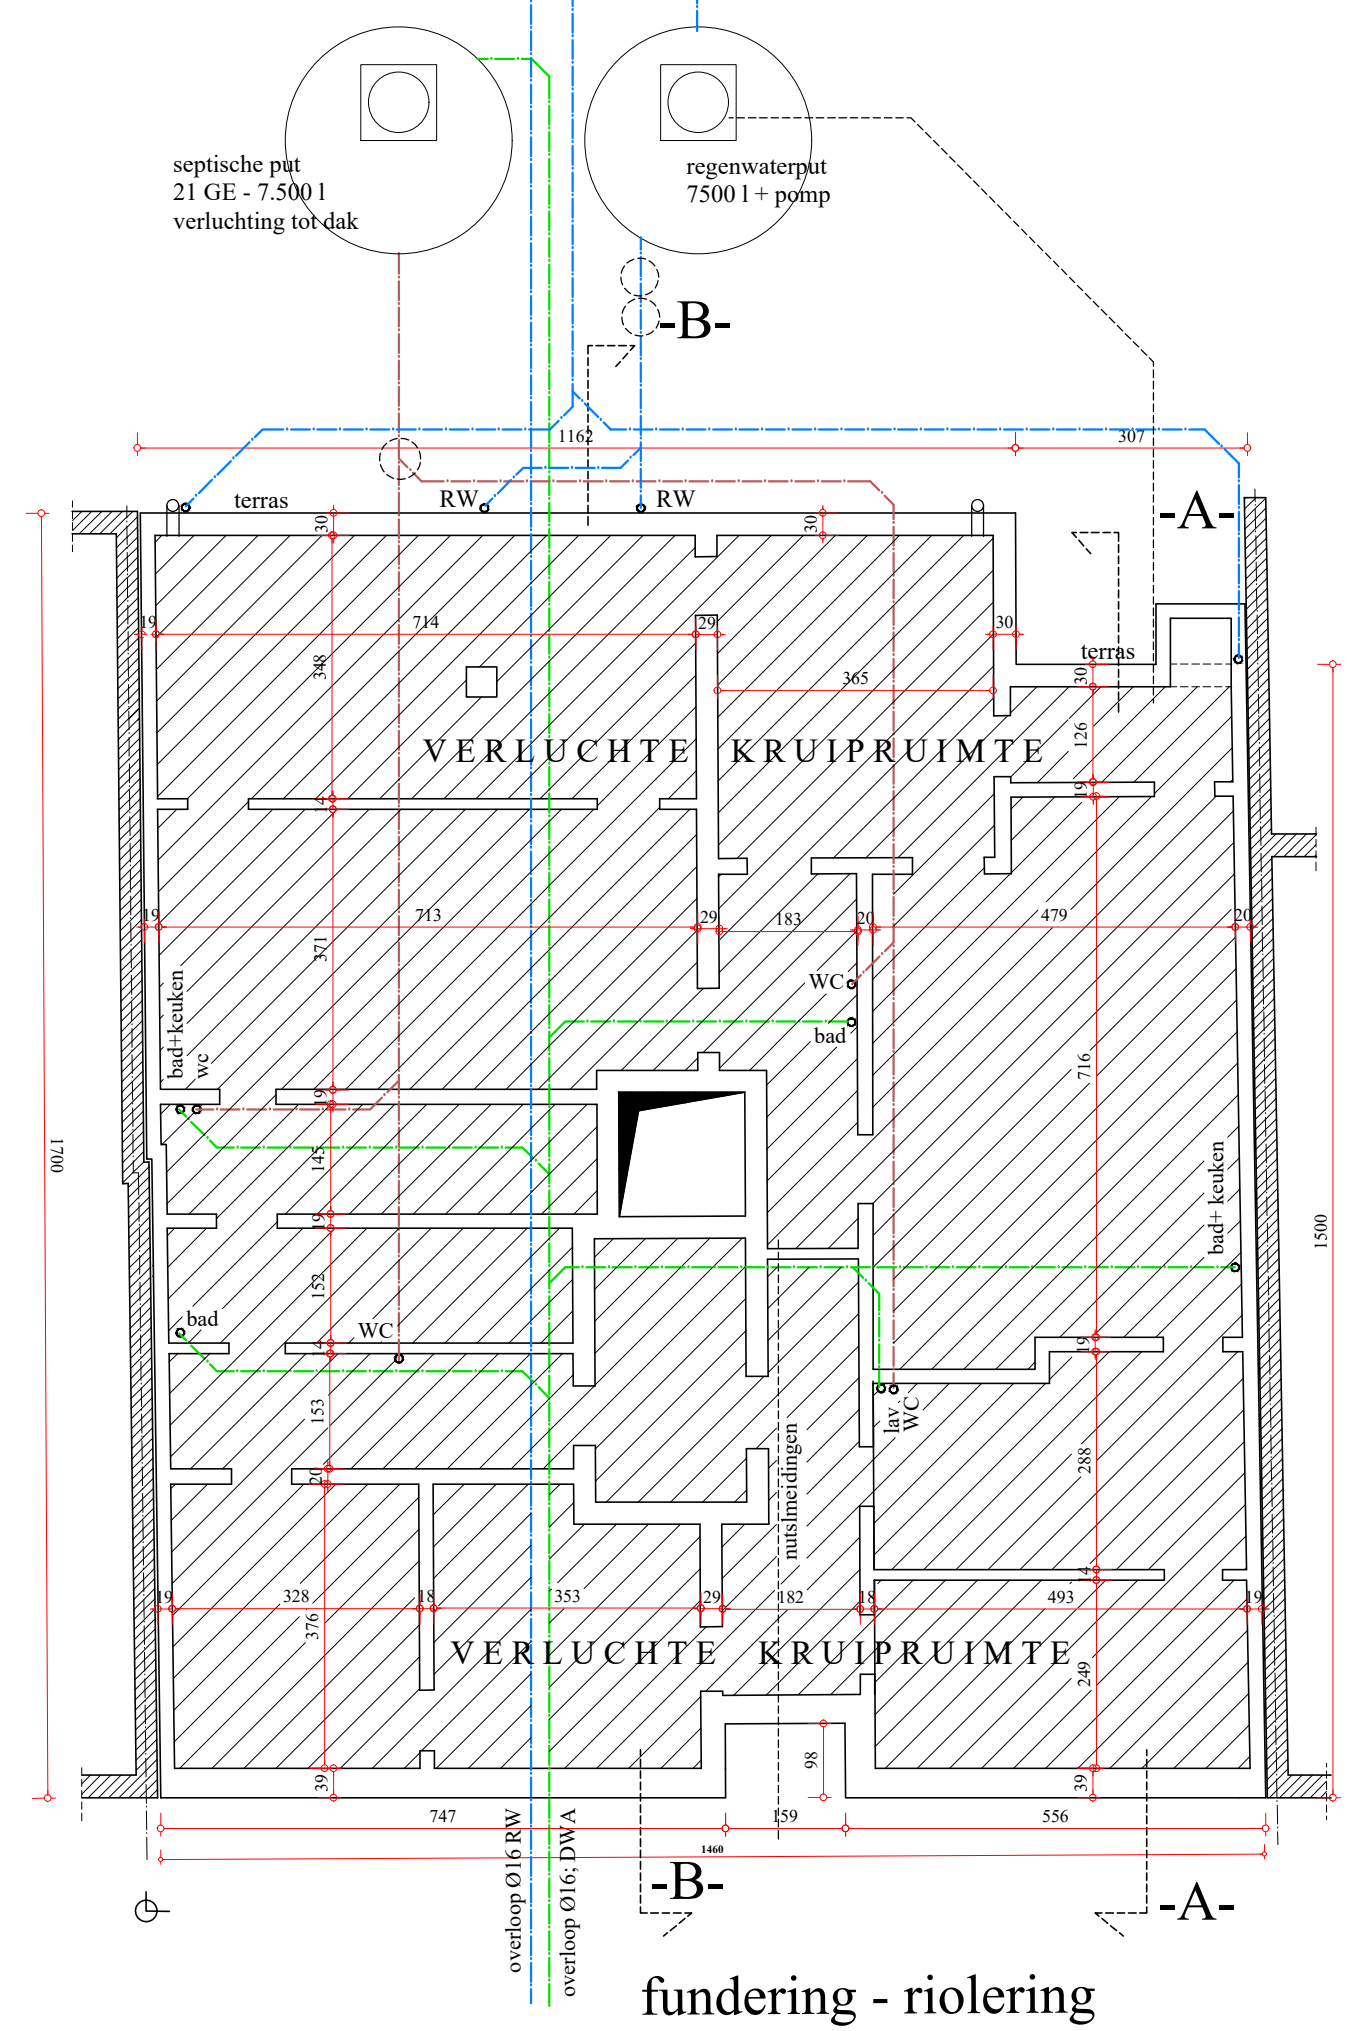 septische put
21 GE - 7.500 l
verluchting tot dak
regenwaterput
7500 l + pomp
-B-
1162
307
-A-
terras
RW
RW
30
30
19
714
29
30
terras
348
365
30
126
VERLUCHTE KRUIPRUIMTE
14
19
19
713
29
183
20
479
20
371
bad+keuken
wc
WC
bad
716
19
1700
145
bad+ keuken
1500
19
152
bad
WC
14
19
153
lav
WC
288
20
nutslmeidingen
14
19
328
18
353
29
182
18
493
19
376
VERLUCHTE KRUIPRUIMTE
249
98
39
39
747
159
556
1460
overloop Ø16 RW
overloop Ø16; DWA
-B-
-A-
fundering - riolering